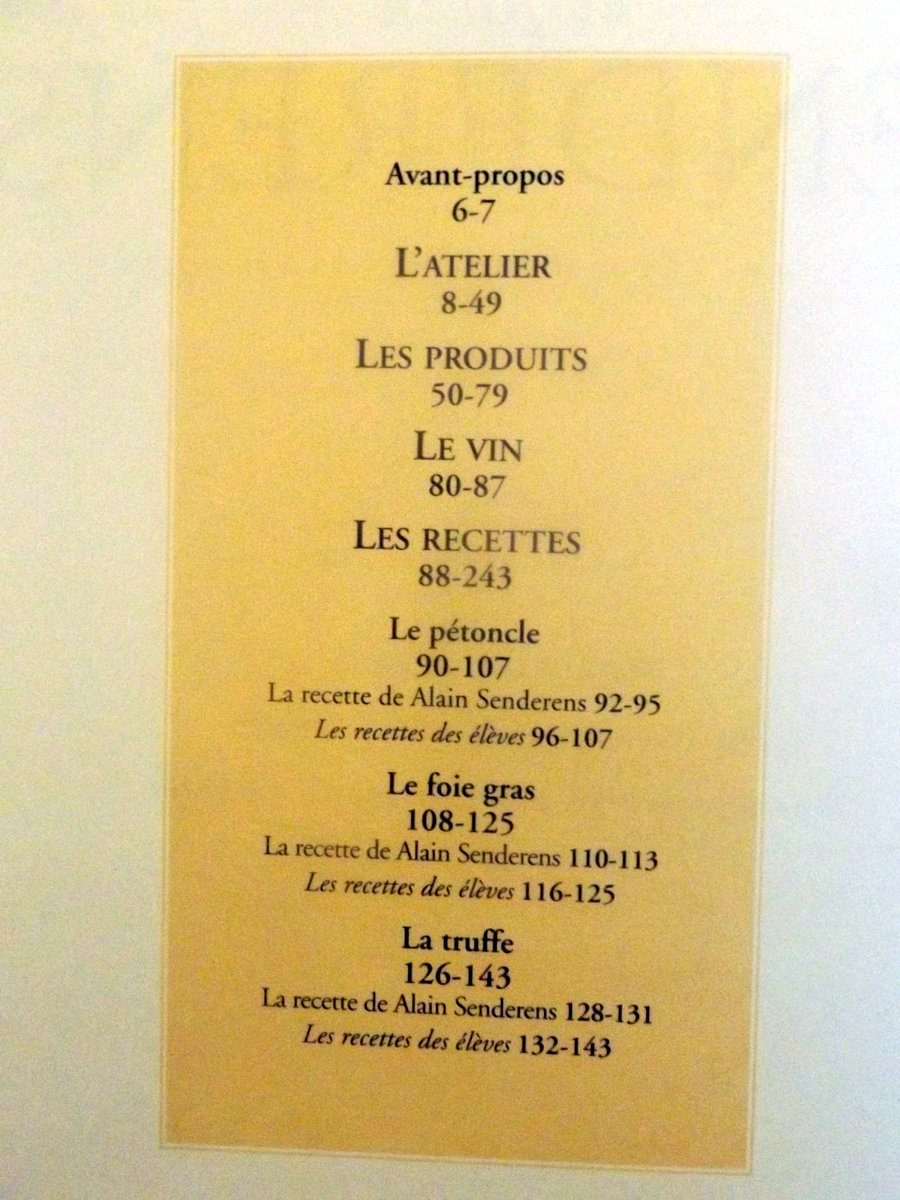 Avant-propos
6-7
L'ATELIER
8-49
LES PRODUITS
50-79
LE VIN
80-87
LES RECETTES
88-243
Le pétoncle
90-107
La recette de Alain Senderens 92-95
Les recettes des élèves 96-107
Le foie gras
108-125
La recette de Alain Senderens 110-113
Les recettes des élèves 116-125
La truffe
126-143
La recette de Alain Senderens 128-131
Les recettes des élèves 132-143